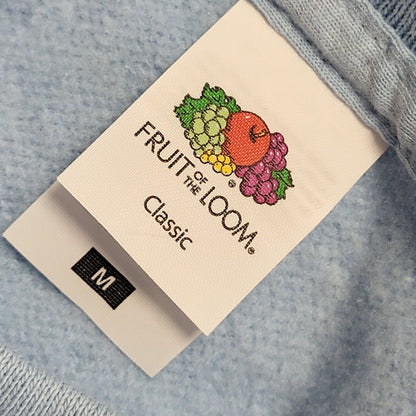 FRUIT OF THE LOOM®
Classic
M